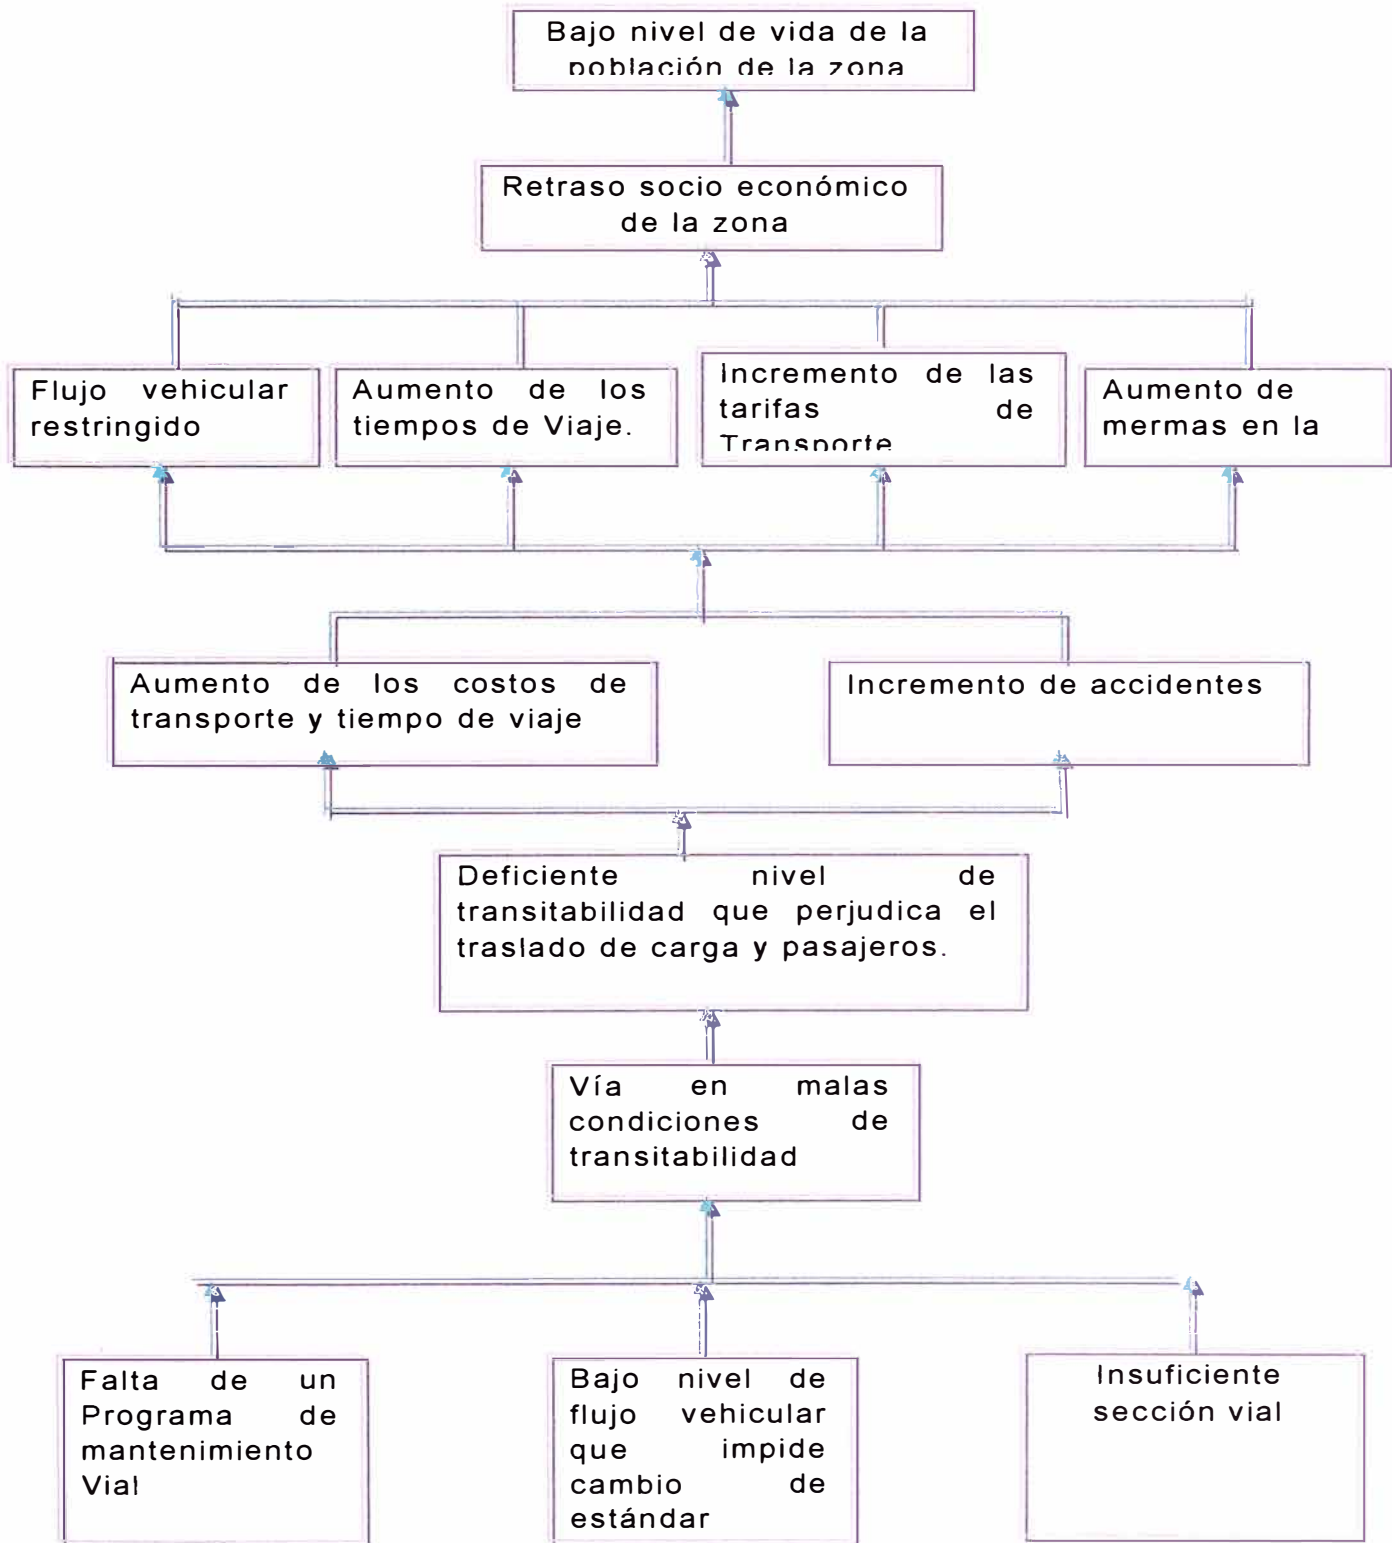 Bajo nivel de vida de la
población de la zona
Retraso socio económico
de la zona
Flujo vehicular
restringido
Aumento de los
tiempos de Viaje.
Incremento de las
tarifas de
Transporte
Aumento de
mermas en la
Aumento de los costos de
transporte y tiempo de viaje
Incremento de accidentes
Deficiente nivel de
transitabilidad que perjudica el
traslado de carga y pasajeros.
Vía en malas
condiciones de
transitabilidad
Falta de un
Programa de
mantenimiento
Vial
Bajo nivel de
flujo vehicular
que impide
cambio de
estándar
Insuficiente
sección vial